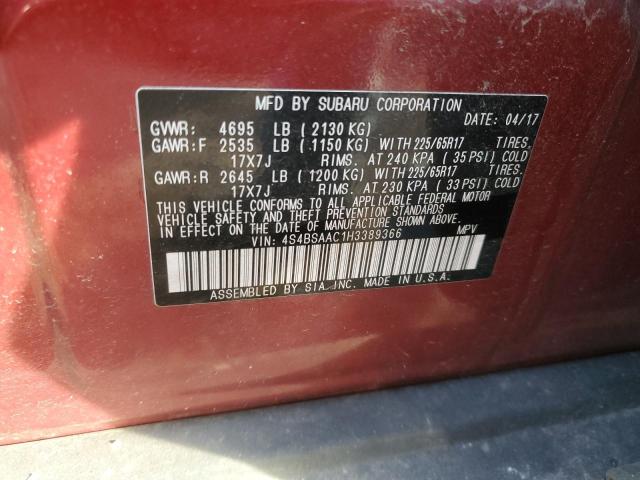 MFD BY SUBARU CORPORATION DATE: 04/17
GVWR: 4695 LB (2130 KG)
GAWR:F 2535 LB (1150 KG) WITH 225/65R17 TIRES.
17X7J RIMS. AT 240 KPA (35 PSI) COLD
GAWR:R 2645 LB (1200 KG) WITH 225/65R17 TIRES.
17X7J RIMS. AT 230 KPA (33 PSI) COLD
THIS VEHICLE CONFORMS TO ALL APPLICABLE FEDERAL MOTOR
VEHICLE SAFETY AND THEFT PREVENTION STANDARDS
IN EFFECT ON THE DATE OF MANUFACTURE SHOWN ABOVE.
VIN: 4S4BSAAC1H3389366 MPV
ASSEMBLED BY SIA, INC. MADE IN U.S.A.